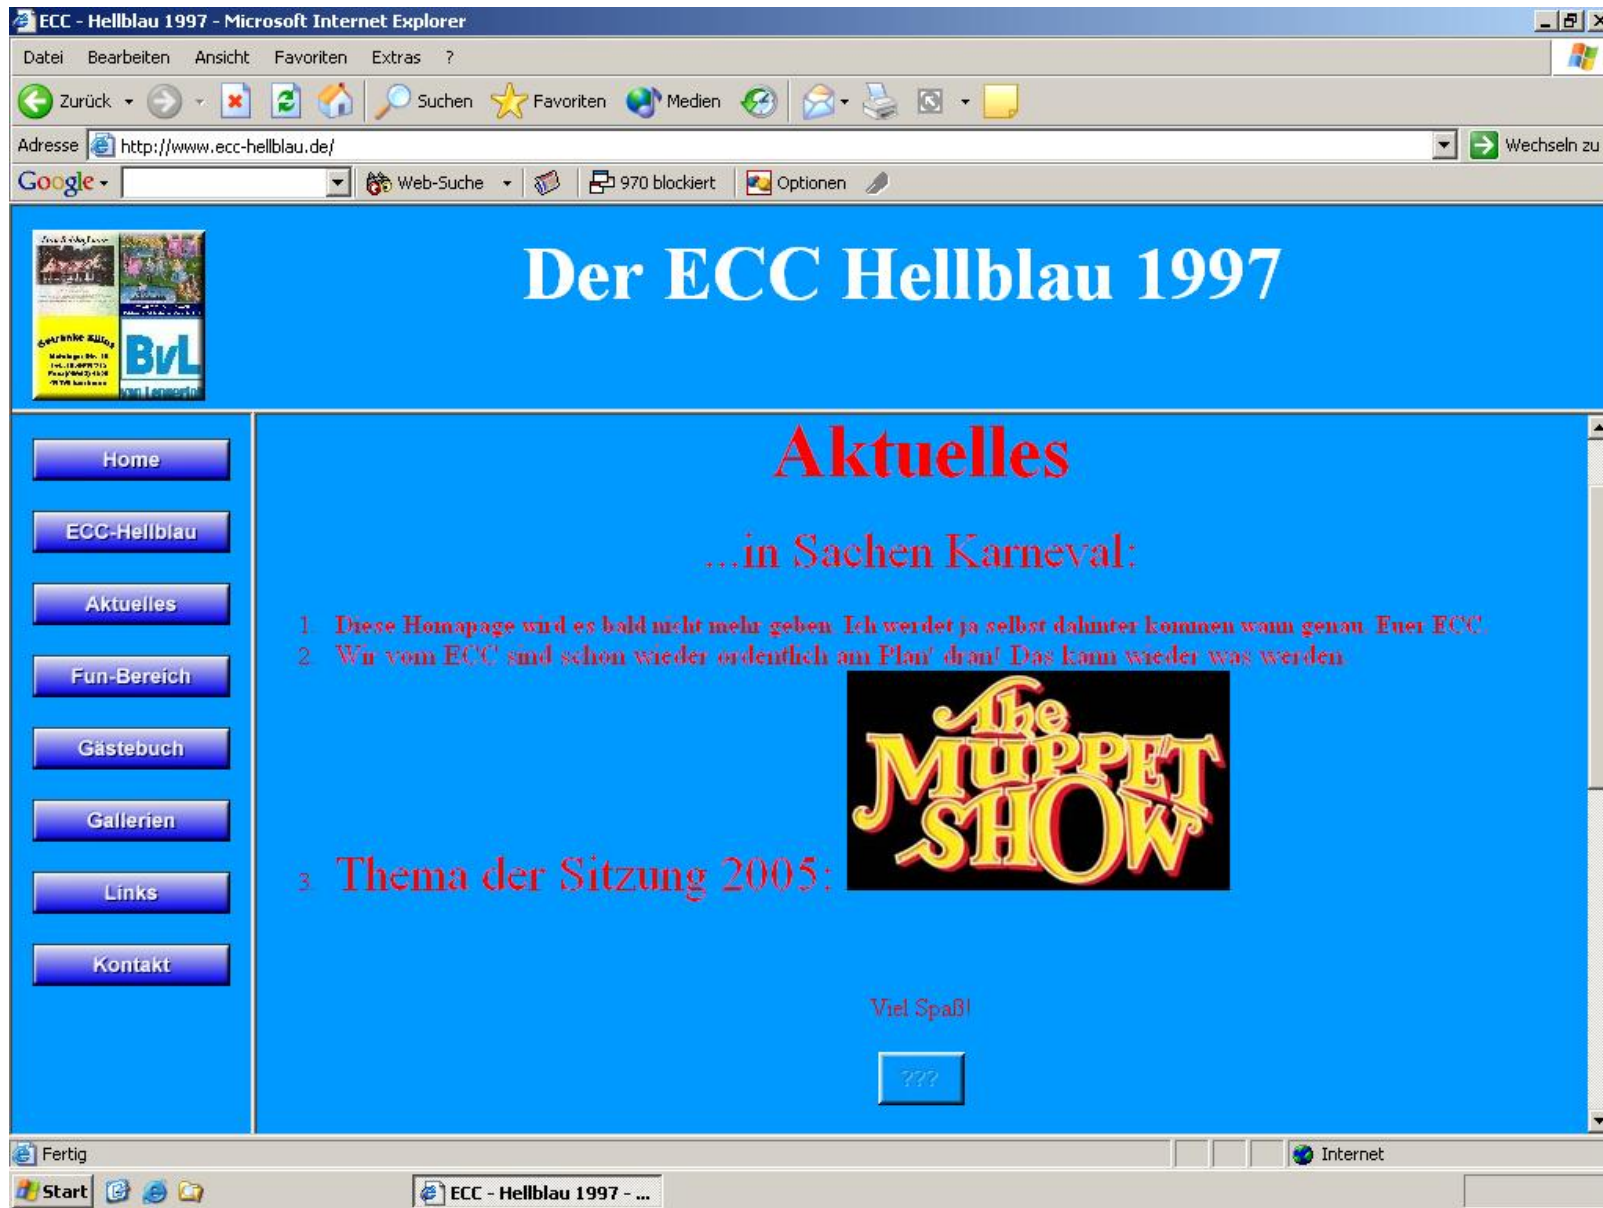 ECC - Hellblau 1997 - Microsoft Internet Explorer
Datei Bearbeiten Ansicht Favoriten Extras ?
Zurück Suchen Favoriten Medien
Adresse http://www.ecc-hellblau.de/ Wechseln zu
Google Web-Suche 970 blockiert Optionen
Der ECC Hellblau 1997
BvL
Home
ECC-Hellblau
Aktuelles
Fun-Bereich
Gästebuch
Gallerien
Links
Kontakt
Aktuelles
...in Sachen Karneval:
1. Diese Homapage wird es bald nicht mehr geben. Ich werdet ja selbst dahinter kommen wann genau. Euer ECC.
2. Wir vom ECC sind schon wieder ordentlich am Plan' dran! Das kann wieder was werden.
The
MUPPET
SHOW
3. Thema der Sitzung 2005:
Viel Spaß!
???
Fertig Internet
Start ECC - Hellblau 1997 - ...